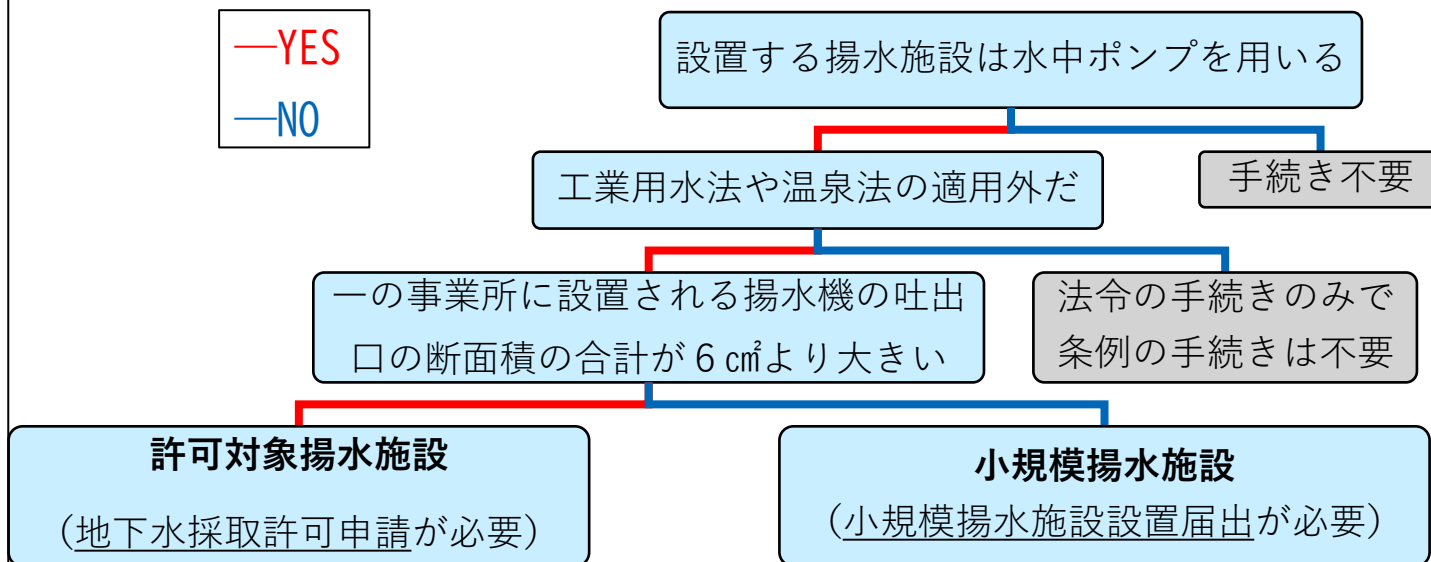 —YES
—NO
設置する揚水施設は水中ポンプを用いる
工業用水法や温泉法の適用外だ
手続き不要
一の事業所に設置される揚水機の吐出
口の断面積の合計が6㎠より大きい
法令の手続きのみで
条例の手続きは不要
許可対象揚水施設
（地下水採取許可申請が必要）
小規模揚水施設
（小規模揚水施設設置届出が必要）